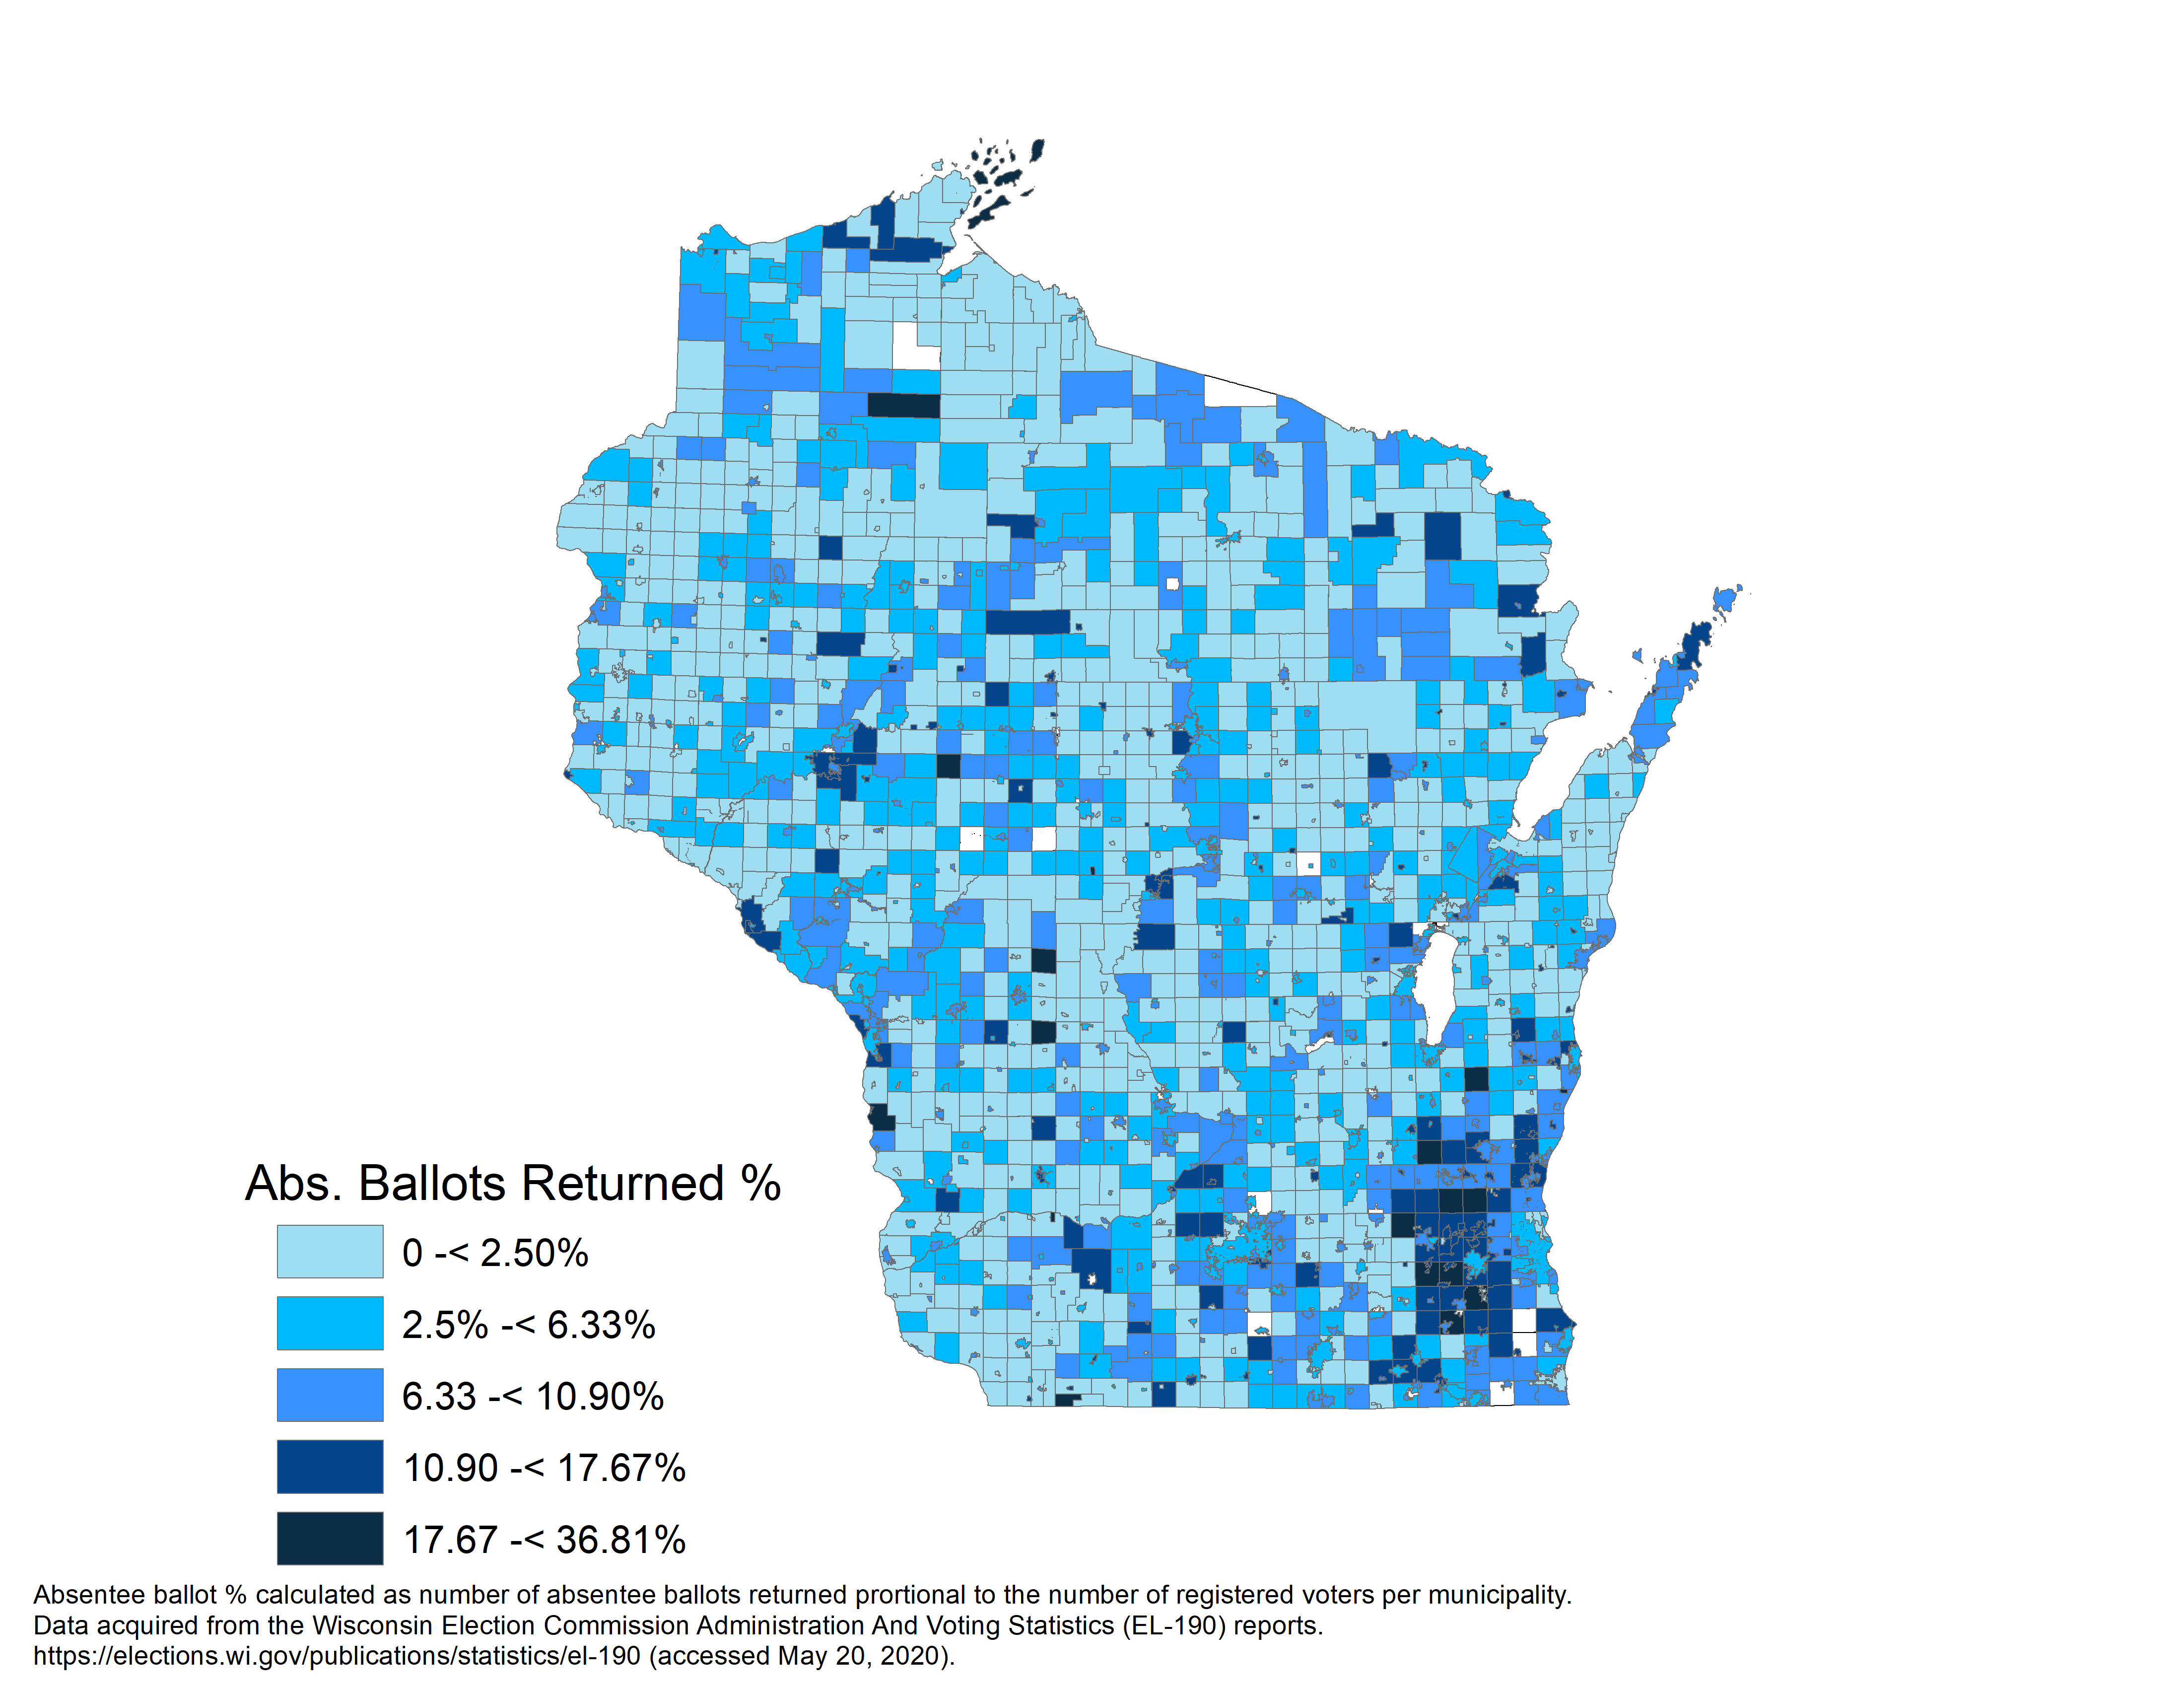 Abs. Ballots Returned %
0 -< 2.50%
2.5% -< 6.33%
6.33 -< 10.90%
10.90 -< 17.67%
17.67 -< 36.81%
Absentee ballot % calculated as number of absentee ballots returned prortional to the number of registered voters per municipality.
Data acquired from the Wisconsin Election Commission Administration And Voting Statistics (EL-190) reports.
https://elections.wi.gov/publications/statistics/el-190 (accessed May 20, 2020).